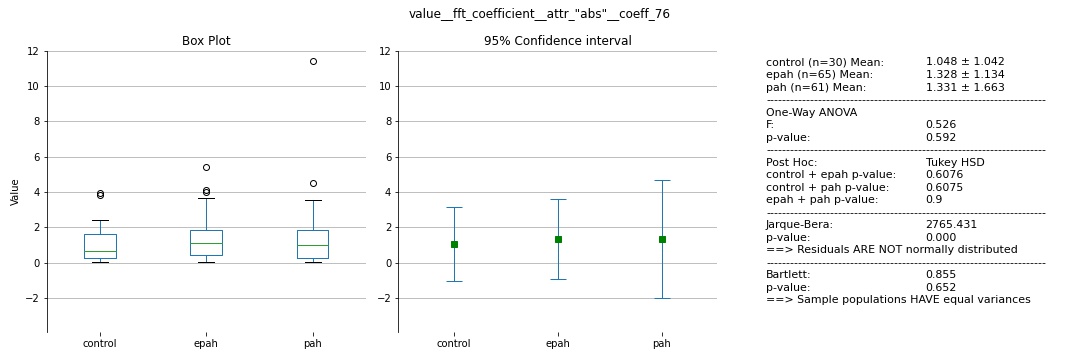 value__fft_coefficient__attr_"abs"__coeff_76
Box Plot
12
10
8
6
4
2
0
−2
Value
control
epah
pah
95% Confidence interval
12
10
8
6
4
2
0
−2
control
epah
pah
control (n=30) Mean: 1.048 ± 1.042
epah (n=65) Mean: 1.328 ± 1.134
pah (n=61) Mean: 1.331 ± 1.663
One-Way ANOVA
F: 0.526
p-value: 0.592
Post Hoc: Tukey HSD
control + epah p-value: 0.6076
control + pah p-value: 0.6075
epah + pah p-value: 0.9
Jarque-Bera: 2765.431
p-value: 0.000
==> Residuals ARE NOT normally distributed
Bartlett: 0.855
p-value: 0.652
==> Sample populations HAVE equal variances